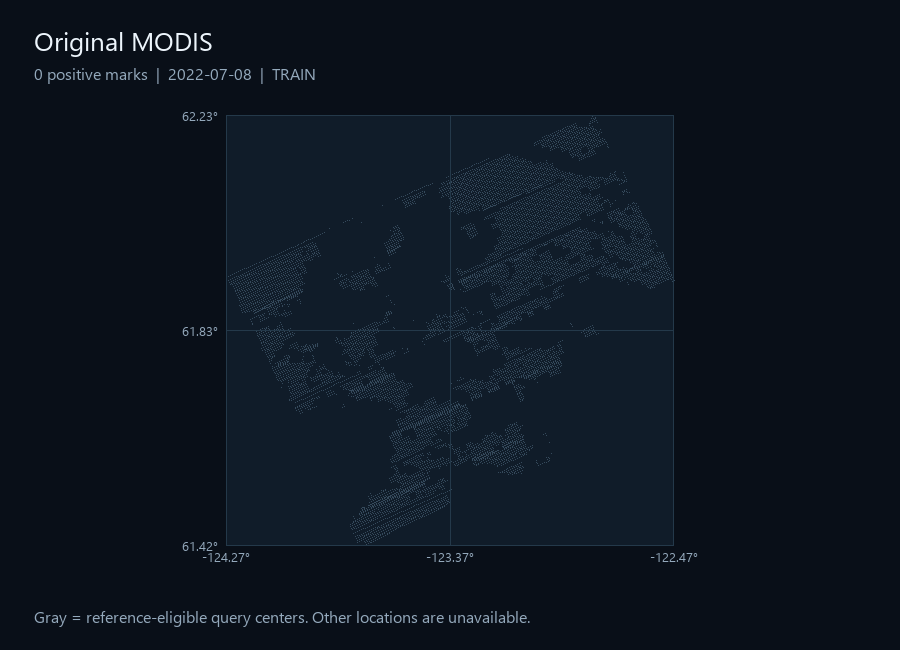 Original MODIS
0 positive marks | 2022-07-08 | TRAIN
62.23°
61.83°
61.42°
-124.27°
-123.37°
-122.47°
Gray = reference-eligible query centers. Other locations are unavailable.